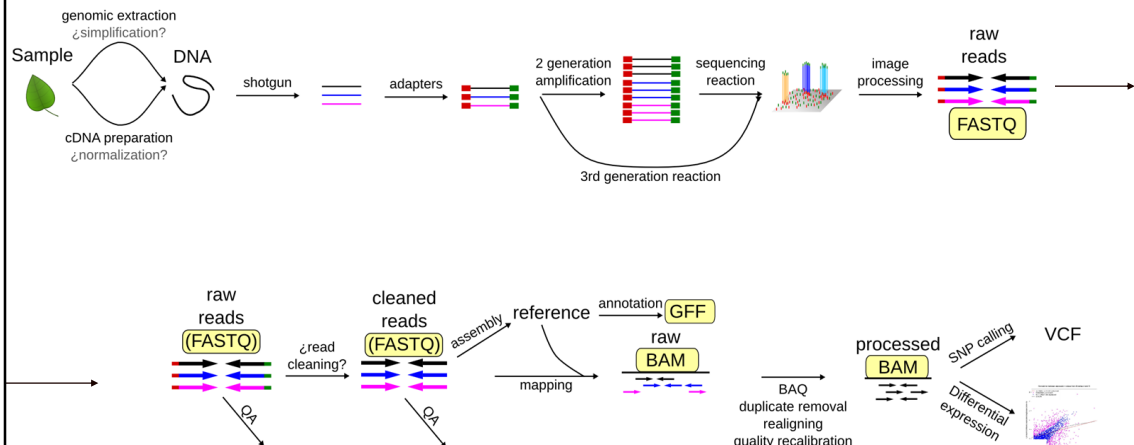 genomic extraction
¿simplification?
Sample
DNA
cDNA preparation
¿normalization?
shotgun
adapters
2 generation
amplification
sequencing
reaction
3rd generation reaction
image
processing
raw
reads
FASTQ
raw
reads
(FASTQ)
QA
¿read
cleaning?
cleaned
reads
(FASTQ)
QA
assembly
reference
annotation
GFF
mapping
raw
BAM
BAQ
duplicate removal
realigning
quality recalibration
processed
BAM
SNP calling
VCF
Differential
expression